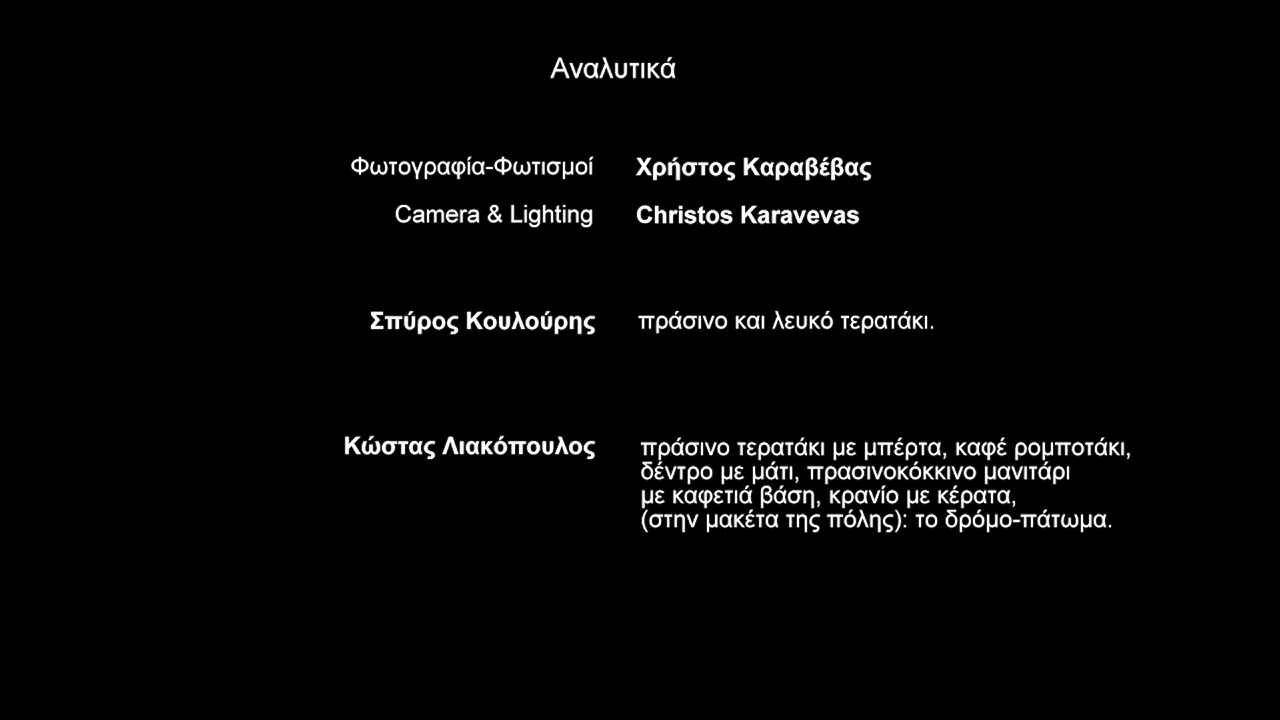 Αναλυτικά
Φωτογραφία-Φωτισμοί Χρήστος Καραβέβας
Camera & Lighting Christos Karavevas
Σπύρος Κουλούρης πράσινο και λευκό τερατάκι.
Κώστας Λιακόπουλος πράσινο τερατάκι με μπέρτα, καφέ ρομποτάκι,
δέντρο με μάτι, πρασινοκόκκινο μανιτάρι
με καφετιά βάση, κρανίο με κέρατα,
(στην μακέτα της πόλης): το δρόμο-πάτωμα.